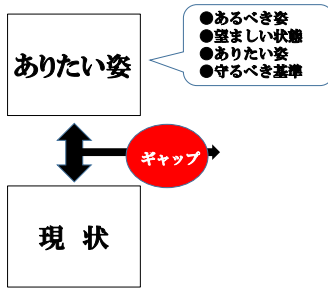 ありたい姿
●あるべき姿
●望ましい状態
●ありたい姿
●守るべき基準
ギャップ
現 状